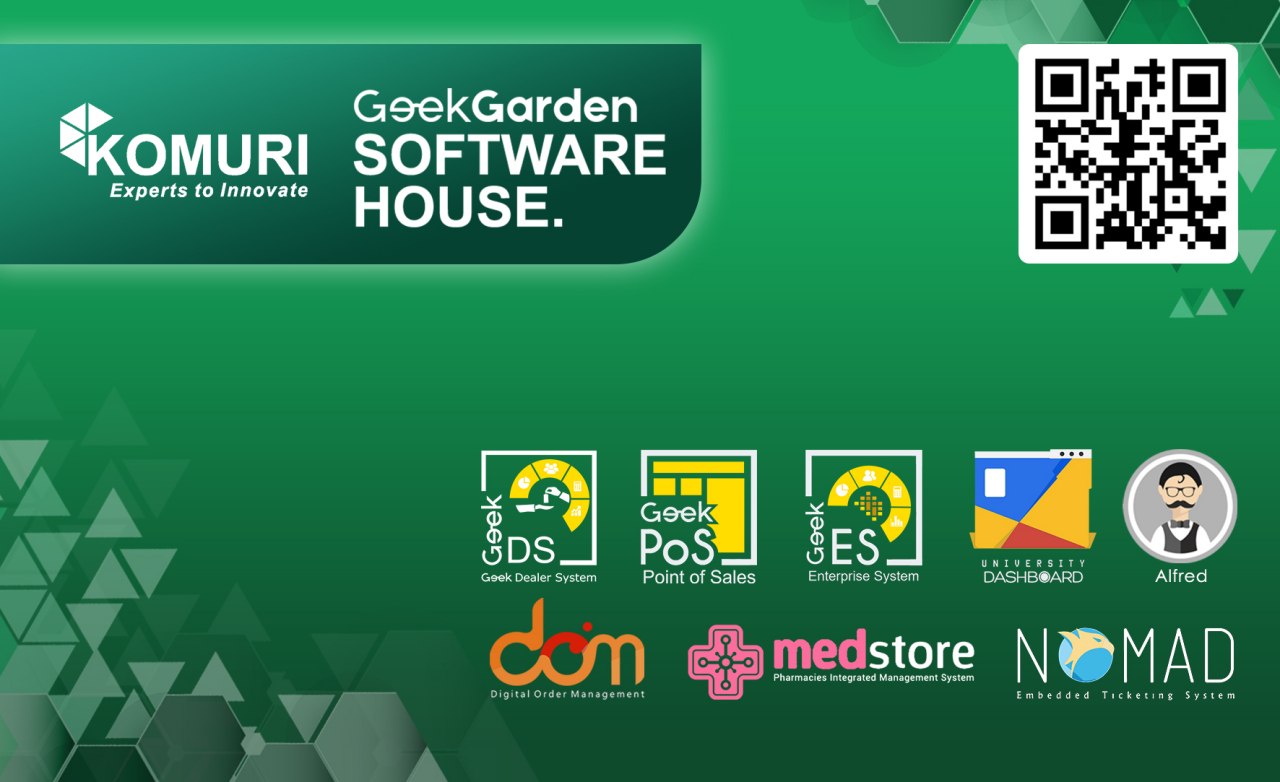 KOMURI
Experts to Innovate
GeekGarden
SOFTWARE
HOUSE.
Geek
DS
Geek Dealer System
Geek
PoS
Point of Sales
Geek
ES
Enterprise System
UNIVERSITY
DASHBOARD
Alfred
dom
Digital Order Management
medstore
Pharmacies Integrated Management System
NOMAD
Embedded Ticketing System